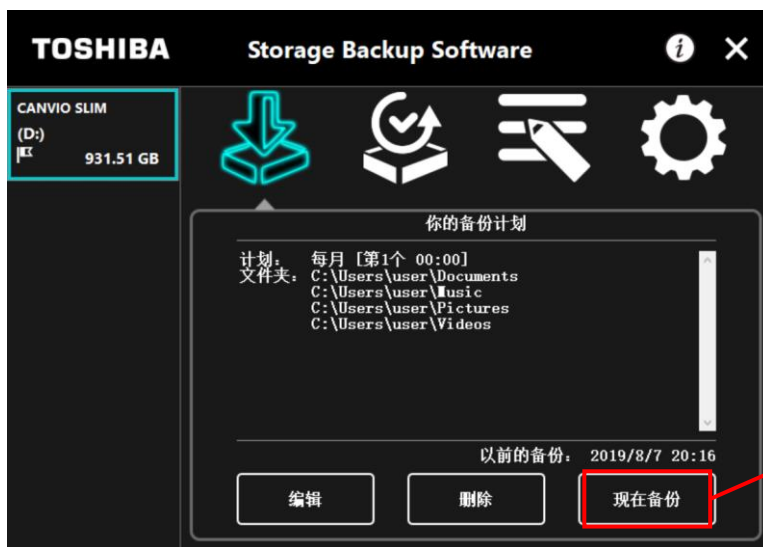 TOSHIBA Storage Backup Software i
CANVIO SLIM
(D:)
931.51 GB
你的备份计划
计划: 每月 [第1个 00:00]
文件夹: C:\Users\user\Documents
C:\Users\user\Music
C:\Users\user\Pictures
C:\Users\user\Videos
以前的备份: 2019/8/7 20:16
编辑 删除 现在备份